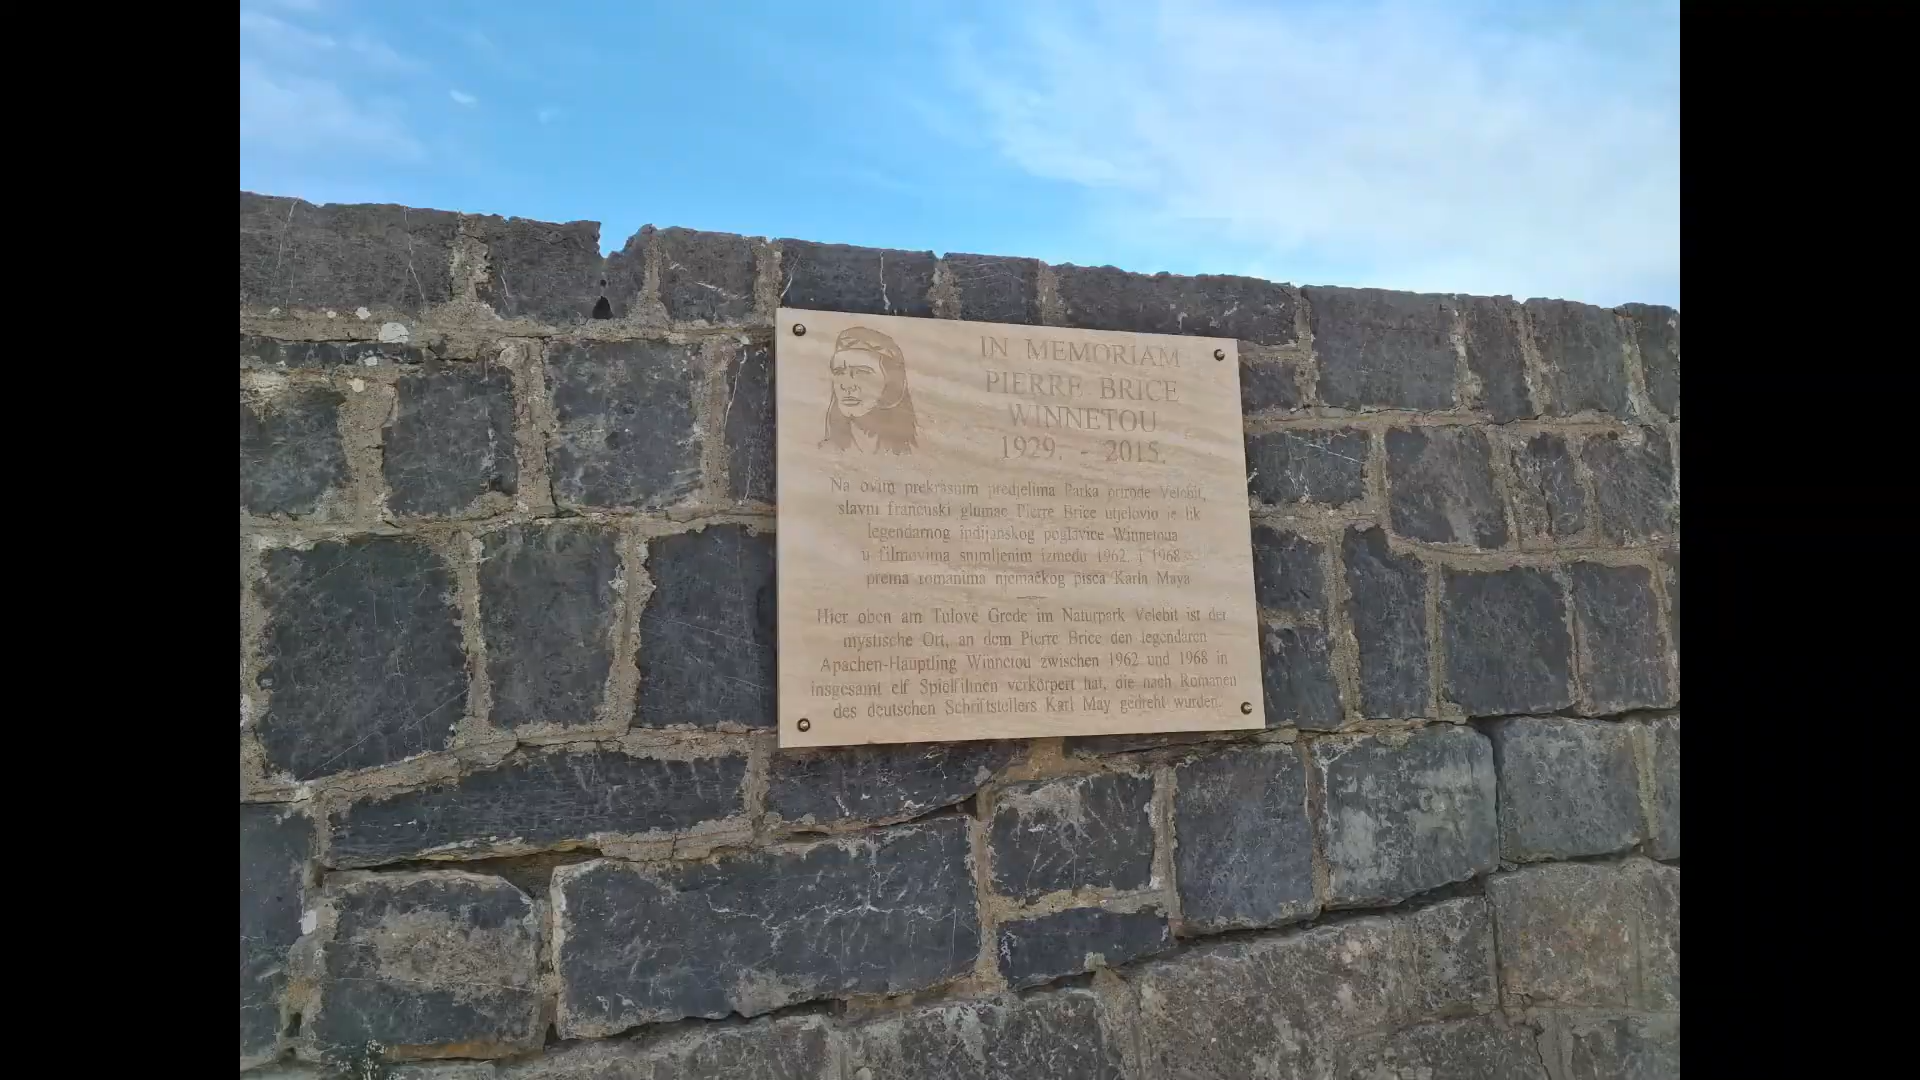 IN MEMORIAM
PIERRE BRICE
WINNETOU
1929. - 2015.
Na ovim prekrasnim predjelima Parka prirode Velebit,
slavni francuski glumac Pierre Brice utjelovio je lik
legendarnog indijanskog poglavice Winnetoua
u filmovima snimljenim između 1962. i 1968.
prema romanima njemačkog pisca Karla Maya
Hier oben am Tulove Grede im Naturpark Velebit ist der
mystische Ort, an dem Pierre Brice den legendären
Apachen-Häuptling Winnetou zwischen 1962 und 1968 in
insgesamt elf Spielfilmen verkörpert hat, die nach Romanen
des deutschen Schriftstellers Karl May gedreht wurden.